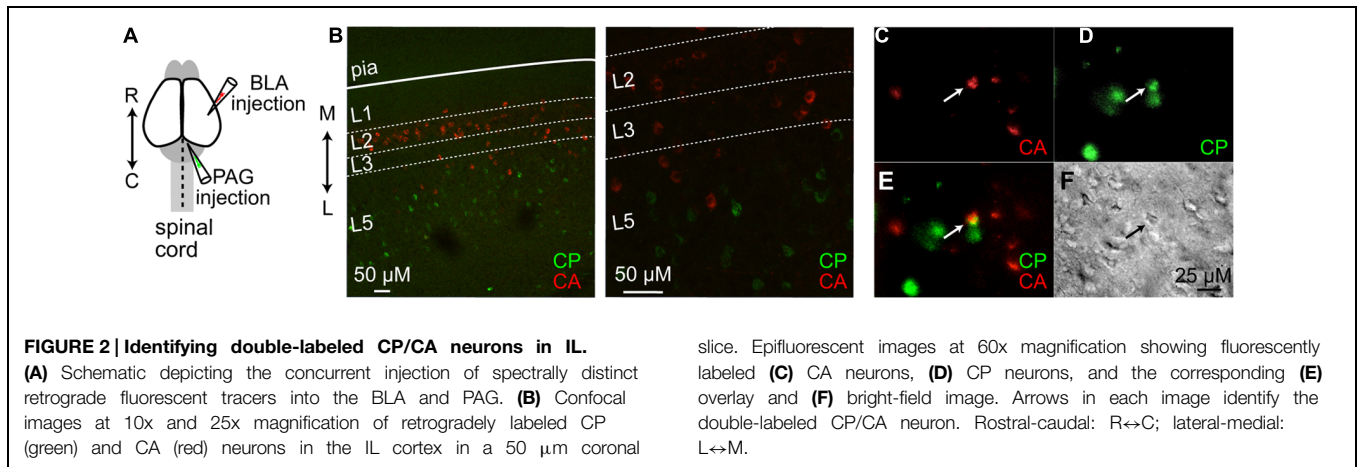 A
BLA
injection
R
C
PAG
injection
spinal
cord
B
pia
L1
L2
L3
L5
M
L
50 μM
CP
CA
L2
L3
L5
50 μM
CP
CA
C
CA
D
CP
E
CP
CA
F
25 μM
FIGURE 2 | Identifying double-labeled CP/CA neurons in IL.
(A) Schematic depicting the concurrent injection of spectrally distinct
retrograde fluorescent tracers into the BLA and PAG. (B) Confocal
images at 10x and 25x magnification of retrogradely labeled CP
(green) and CA (red) neurons in the IL cortex in a 50 μm coronal
slice. Epifluorescent images at 60x magnification showing fluorescently
labeled (C) CA neurons, (D) CP neurons, and the corresponding (E)
overlay and (F) bright-field image. Arrows in each image identify the
double-labeled CP/CA neuron. Rostral-caudal: R↔C; lateral-medial:
L↔M.